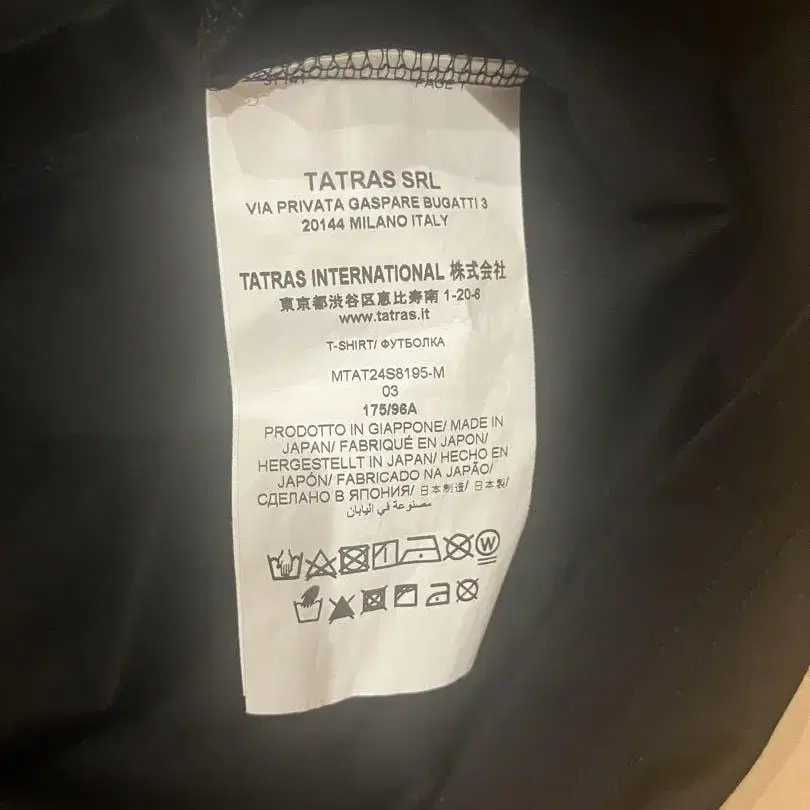 PAGE 1
TATRAS SRL
VIA PRIVATA GASPARE BUGATTI 3
20144 MILANO ITALY
TATRAS INTERNATIONAL 株式会社
東京都渋谷区恵比寿南 1-20-6
www.tatras.it
T-SHIRT/ ФУТБОЛКА
MTAT24S8195-M
03
175/96A
PRODOTTO IN GIAPPONE/ MADE IN
JAPAN/ FABRIQUÉ EN JAPON/
HERGESTELLT IN JAPAN/ HECHO EN
JAPÓN/ FABRICADO NA JAPÃO/
СДЕЛАНО В ЯПОНИЯ/ 日本制造/ 日本製/
مصنوعة في اليابان
W